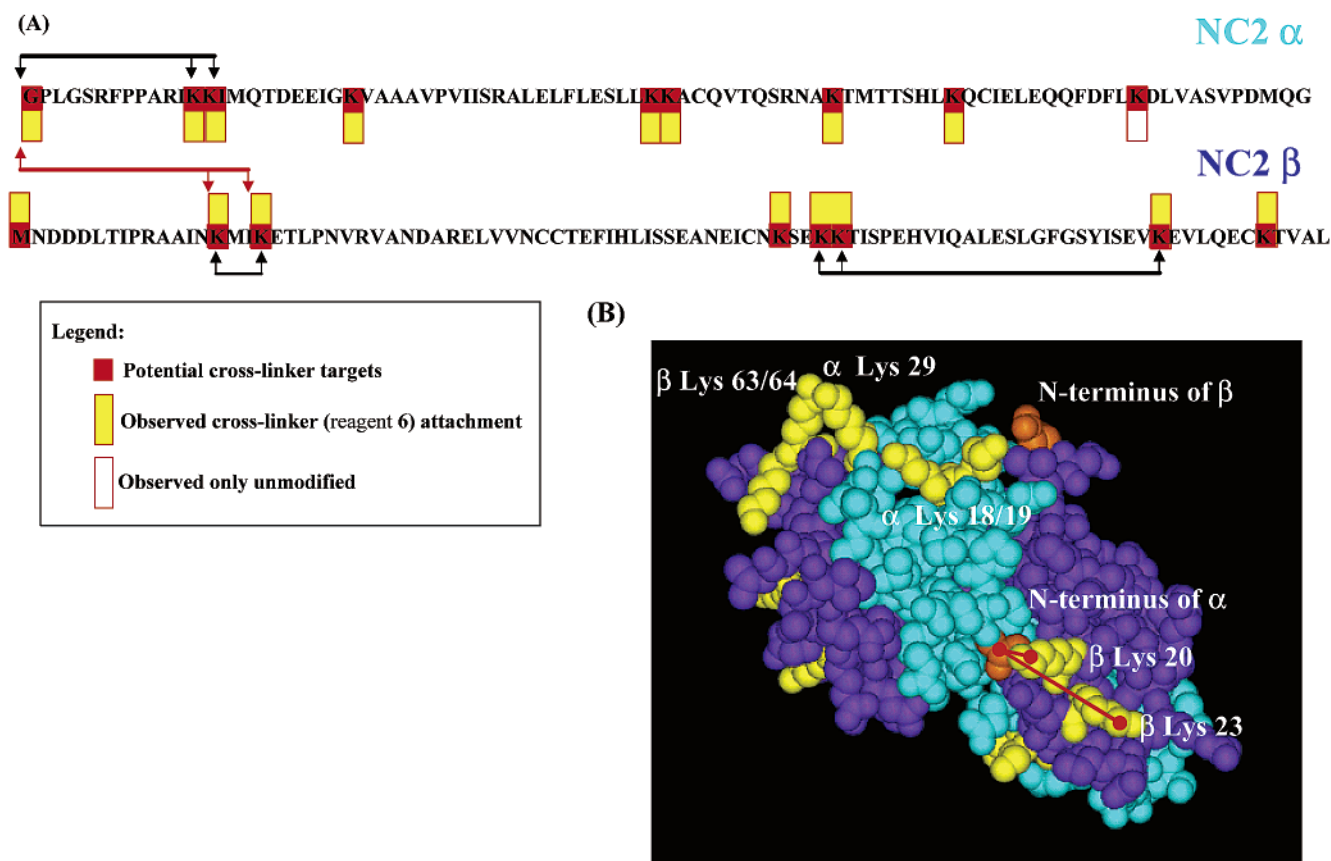 (A)
NC2 α
GPLGSRFPPARIKKIMQTDEEIGKVAAAVPVIISRALELFLESLLKKACQVTQSRNAKTMTTSHLKQCIELEQQFDFLKDLVASVPDMQG
NC2 β
MNDDDLTIPRAAINKMIKETLPNVRVANDARELVVNCCTEFIHLISSEANEICNKSEKKTISPEHVIQALESLGFGSYISEVKEVLQECKTVAL
Legend:
Potential cross-linker targets
Observed cross-linker (reagent 6) attachment
Observed only unmodified
(B)
α Lys 29
β Lys 63/64
N-terminus of β
α Lys 18/19
N-terminus of α
β Lys 20
β Lys 23